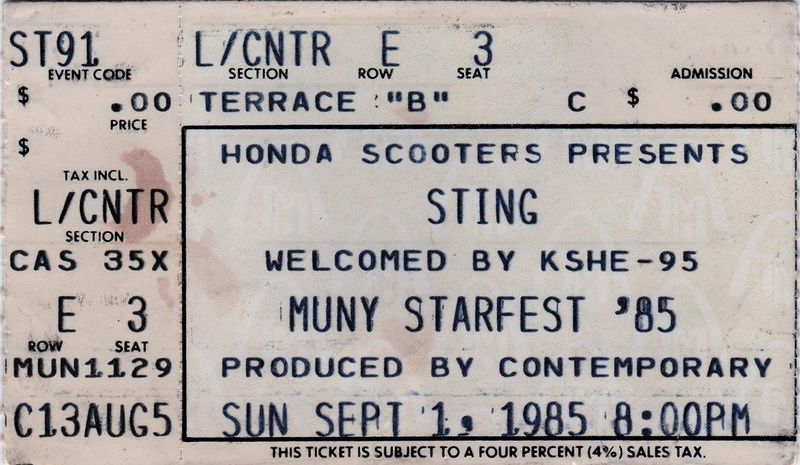 ST91
EVENT CODE
$ .00
PRICE
$
TAX INCL.
L/CNTR
SECTION
CAS 35X
E 3
ROW SEAT
MUN1129
C13AUG5
L/CNTR E 3
SECTION ROW SEAT ADMISSION
TERRACE "B" C $ .00
HONDA SCOOTERS PRESENTS
STING
WELCOMED BY KSHE-95
MUNY STARFEST '85
PRODUCED BY CONTEMPORARY
SUN SEPT 1, 1985 8:00PM
THIS TICKET IS SUBJECT TO A FOUR PERCENT (4%) SALES TAX.